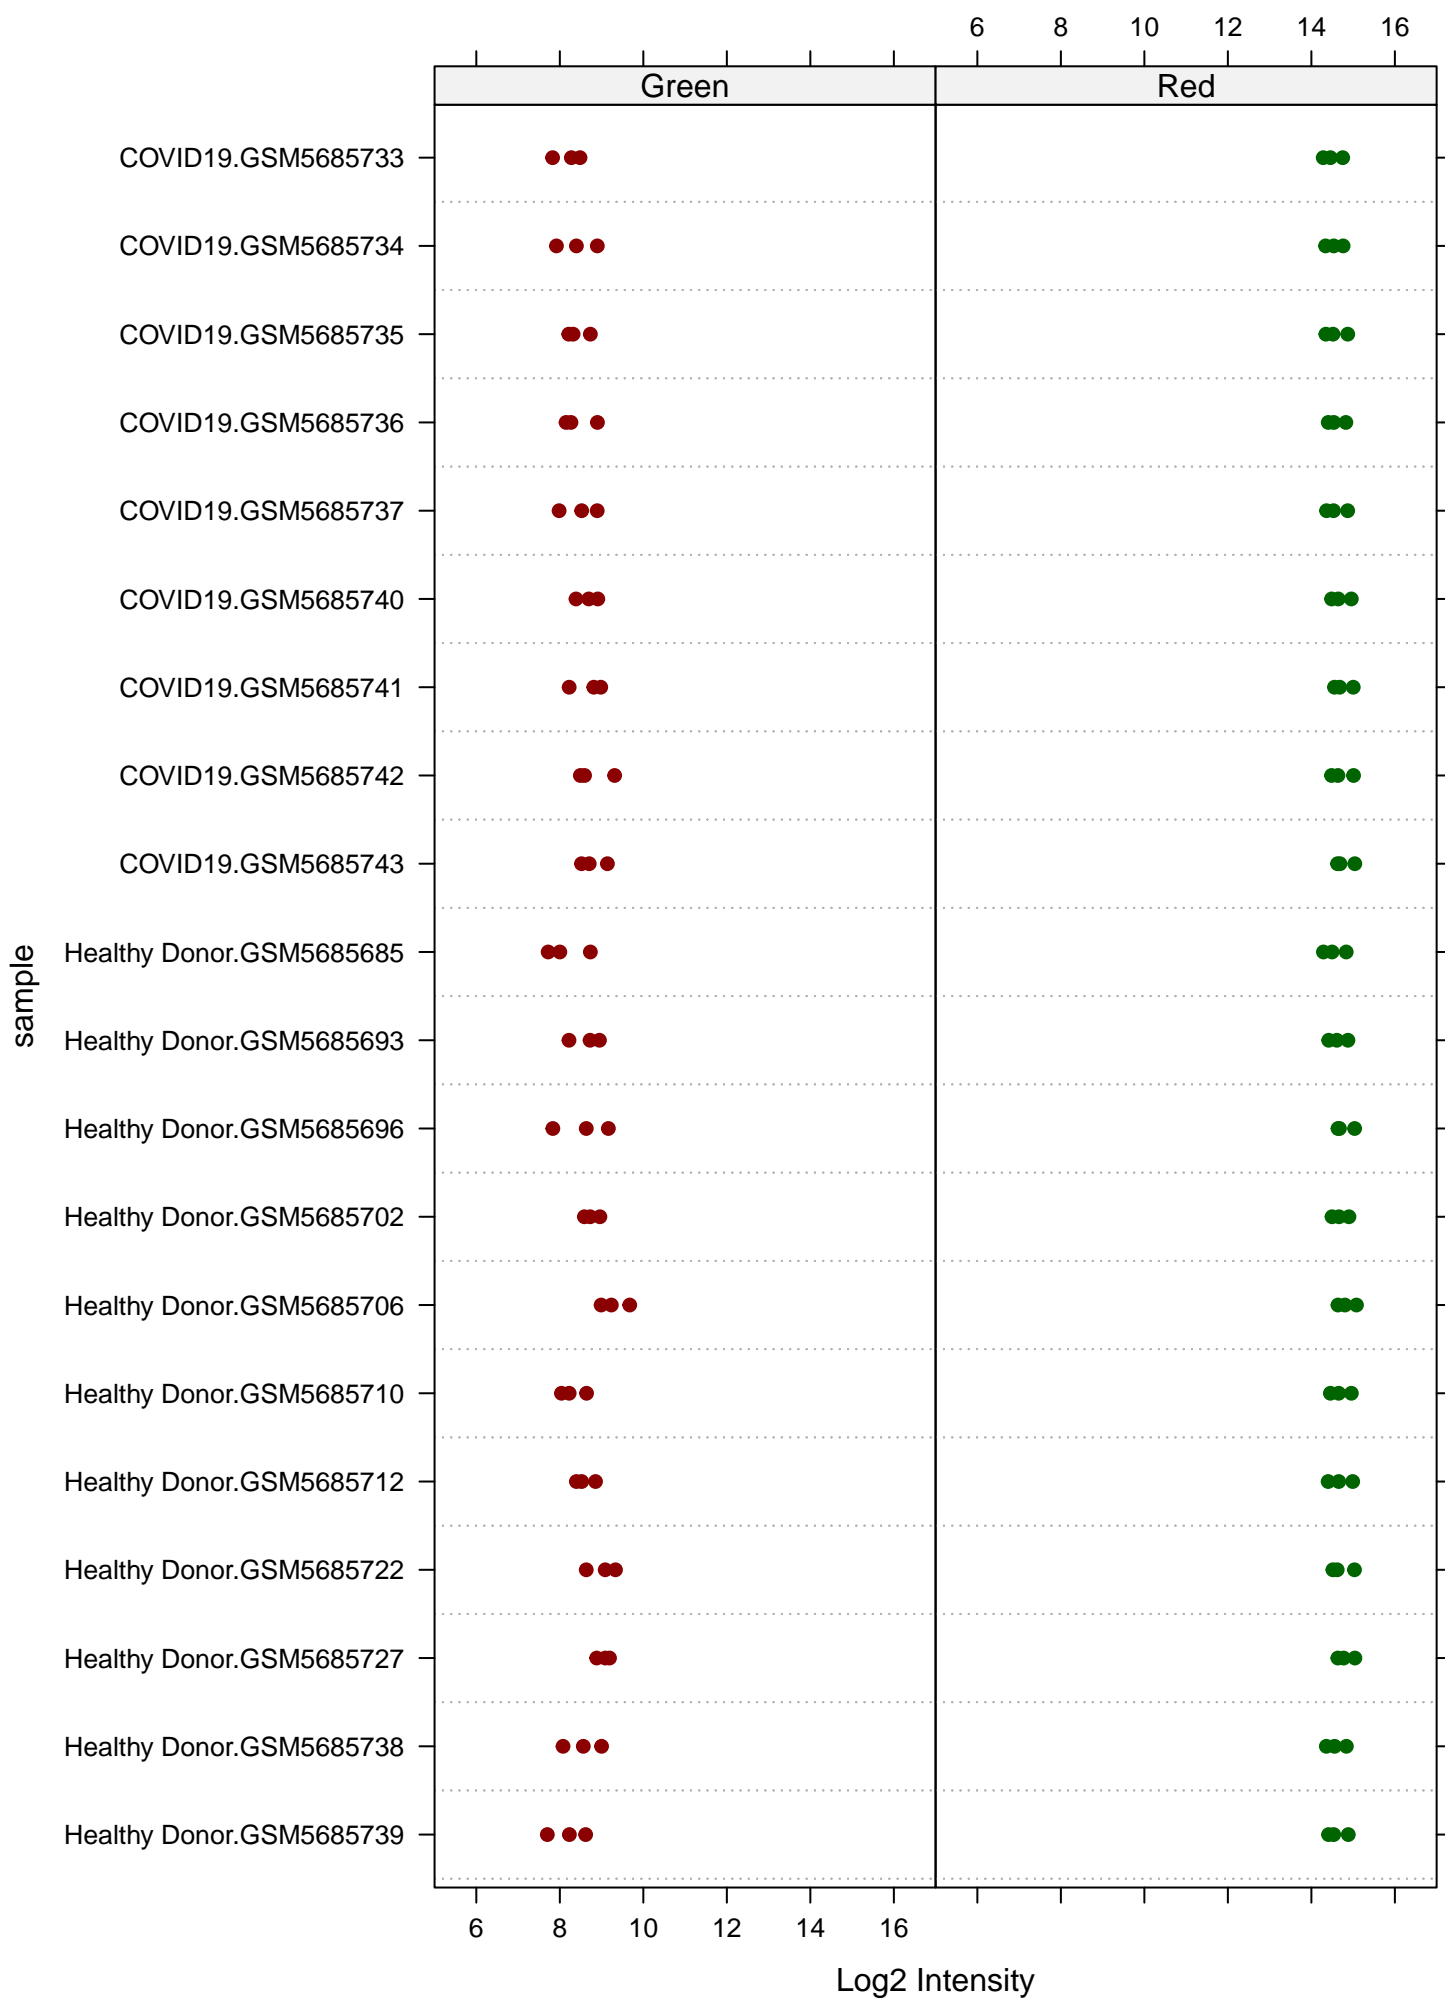 6 8 10 12 14 16
Green Red
COVID19.GSM5685733
COVID19.GSM5685734
COVID19.GSM5685735
COVID19.GSM5685736
COVID19.GSM5685737
COVID19.GSM5685740
COVID19.GSM5685741
COVID19.GSM5685742
COVID19.GSM5685743
Healthy Donor.GSM5685685
Healthy Donor.GSM5685693
Healthy Donor.GSM5685696
Healthy Donor.GSM5685702
Healthy Donor.GSM5685706
Healthy Donor.GSM5685710
Healthy Donor.GSM5685712
Healthy Donor.GSM5685722
Healthy Donor.GSM5685727
Healthy Donor.GSM5685738
Healthy Donor.GSM5685739
sample
6 8 10 12 14 16
Log2 Intensity